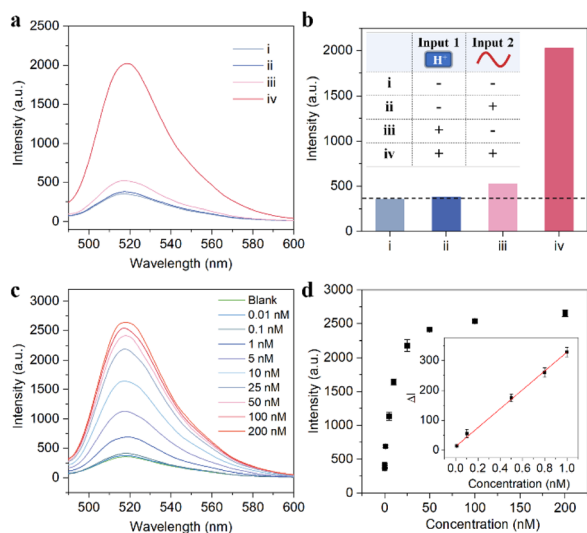 a
2500
2000
1500
1000
500
0
Intensity (a.u.)
500 520 540 560 580 600
Wavelength (nm)
i
ii
iii
iv
b
2000
1500
1000
500
0
Intensity (a.u.)
Input 1 Input 2
H+
i - -
ii - +
iii + -
iv + +
i ii iii iv
c
3000
2500
2000
1500
1000
500
0
Intensity (a.u.)
500 520 540 560 580 600
Wavelength (nm)
Blank
0.01 nM
0.1 nM
1 nM
5 nM
10 nM
25 nM
50 nM
100 nM
200 nM
d
3000
2500
2000
1500
1000
500
0
Intensity (a.u.)
0 50 100 150 200
Concentration (nM)
300
200
100
0
ΔI
0.0 0.2 0.4 0.6 0.8 1.0
Concentration (nM)